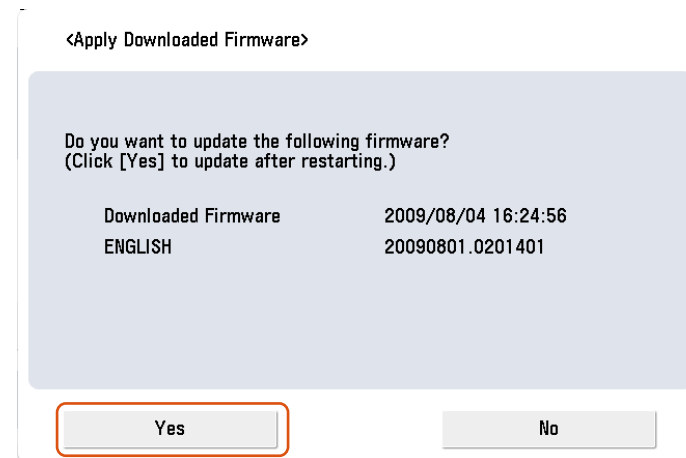 <Apply Downloaded Firmware>
Do you want to update the following firmware?
(Click [Yes] to update after restarting.)
Downloaded Firmware 2009/08/04 16:24:56
ENGLISH 20090801.0201401
Yes No